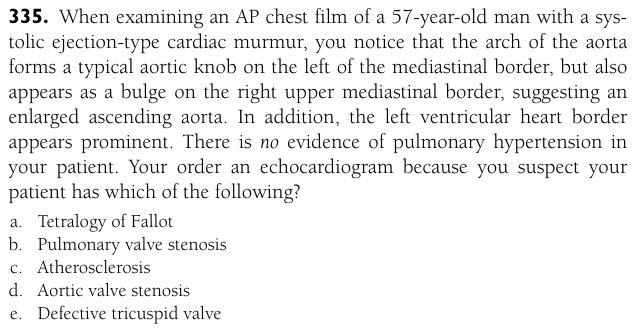 335. When examining an AP chest film of a 57-year-old man with a sys-
tolic ejection-type cardiac murmur, you notice that the arch of the aorta
forms a typical aortic knob on the left of the mediastinal border, but also
appears as a bulge on the right upper mediastinal border, suggesting an
enlarged ascending aorta. In addition, the left ventricular heart border
appears prominent. There is no evidence of pulmonary hypertension in
your patient. Your order an echocardiogram because you suspect your
patient has which of the following?
a. Tetralogy of Fallot
b. Pulmonary valve stenosis
c. Atherosclerosis
d. Aortic valve stenosis
e. Defective tricuspid valve